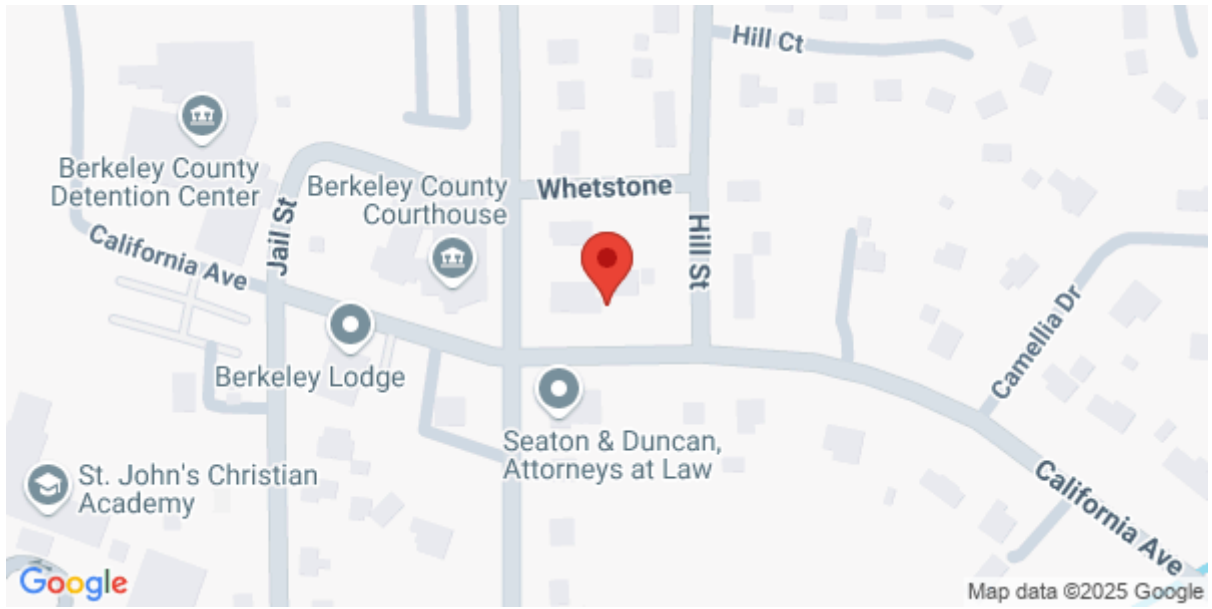 Hill Ct
Berkeley County
Detention Center
Whetstone
Berkeley County
Courthouse
Jail St
Hill St
California Ave
Camellia Dr
Berkeley Lodge
Seaton & Duncan,
Attorneys at Law
St. John's Christian
Academy
California Ave
Google
Map data ©2025 Google